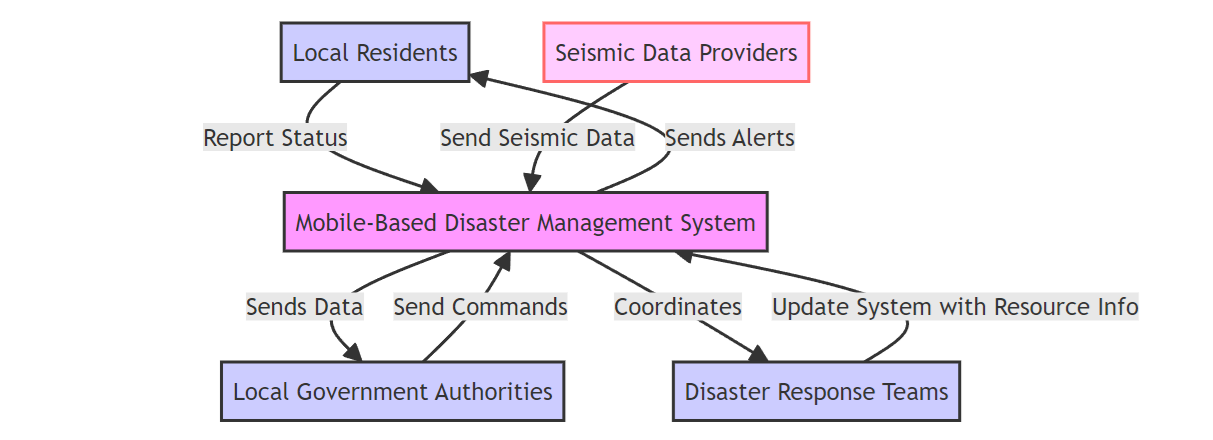 Local Residents
Seismic Data Providers
Report Status
Send Seismic Data
Sends Alerts
Mobile-Based Disaster Management System
Sends Data
Send Commands
Coordinates
Update System with Resource Info
Local Government Authorities
Disaster Response Teams